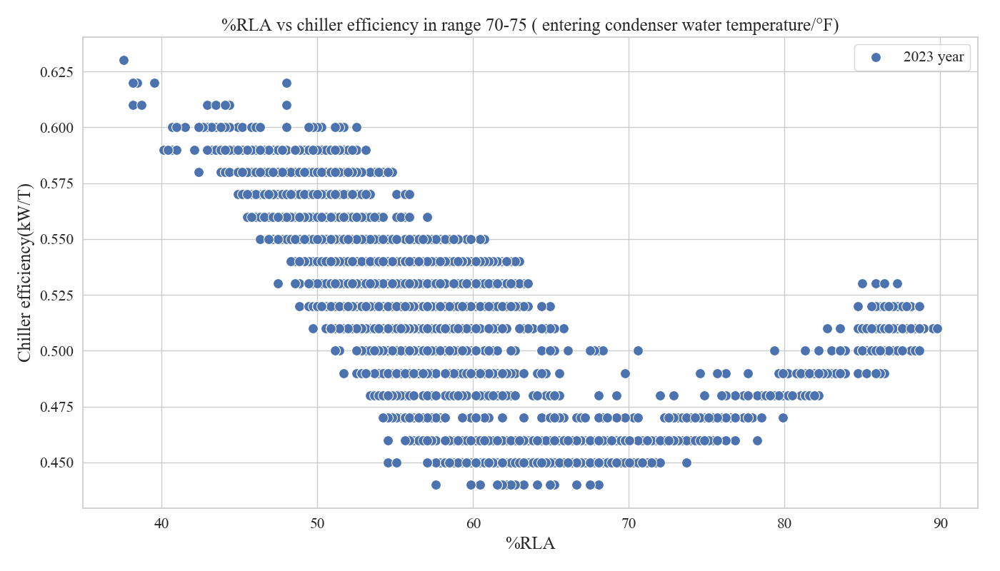 %RLA vs chiller efficiency in range 70-75 ( entering condenser water temperature/°F)
2023 year
Chiller efficiency(kW/T)
0.625
0.600
0.575
0.550
0.525
0.500
0.475
0.450
40 50 60 70 80 90
%RLA